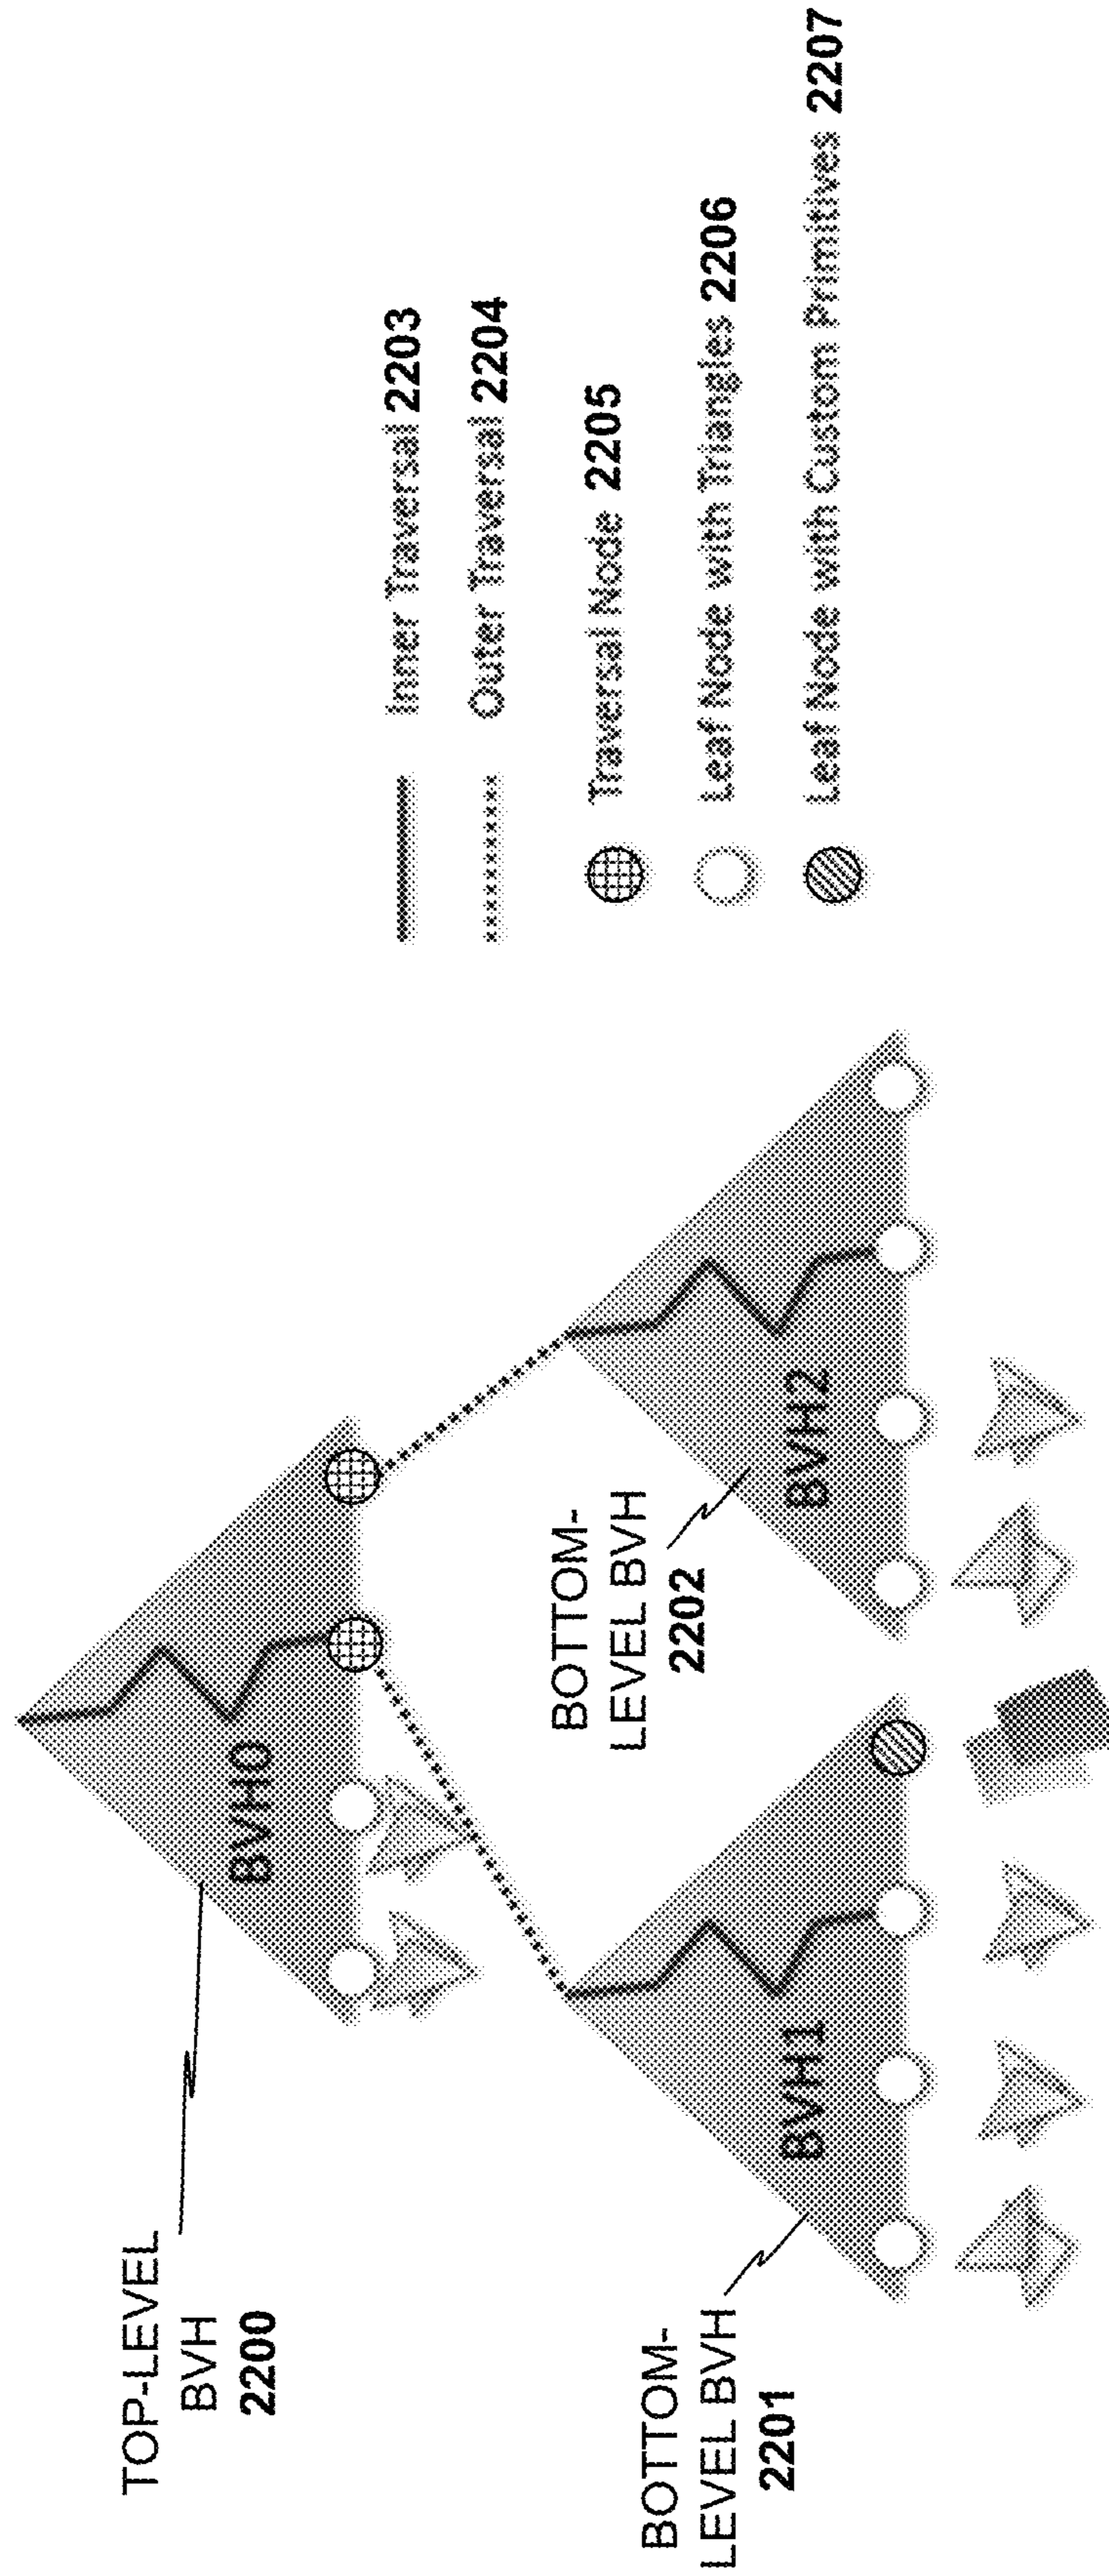 TOP-LEVEL
BVH
2200
BVH0
BOTTOM-
LEVEL BVH
2201
BVH1
BOTTOM-
LEVEL BVH
2202
BVH2
Inner Traversal 2203
Outer Traversal 2204
Traversal Node 2205
Leaf Node with Triangles 2206
Leaf Node with Custom Primitives 2207